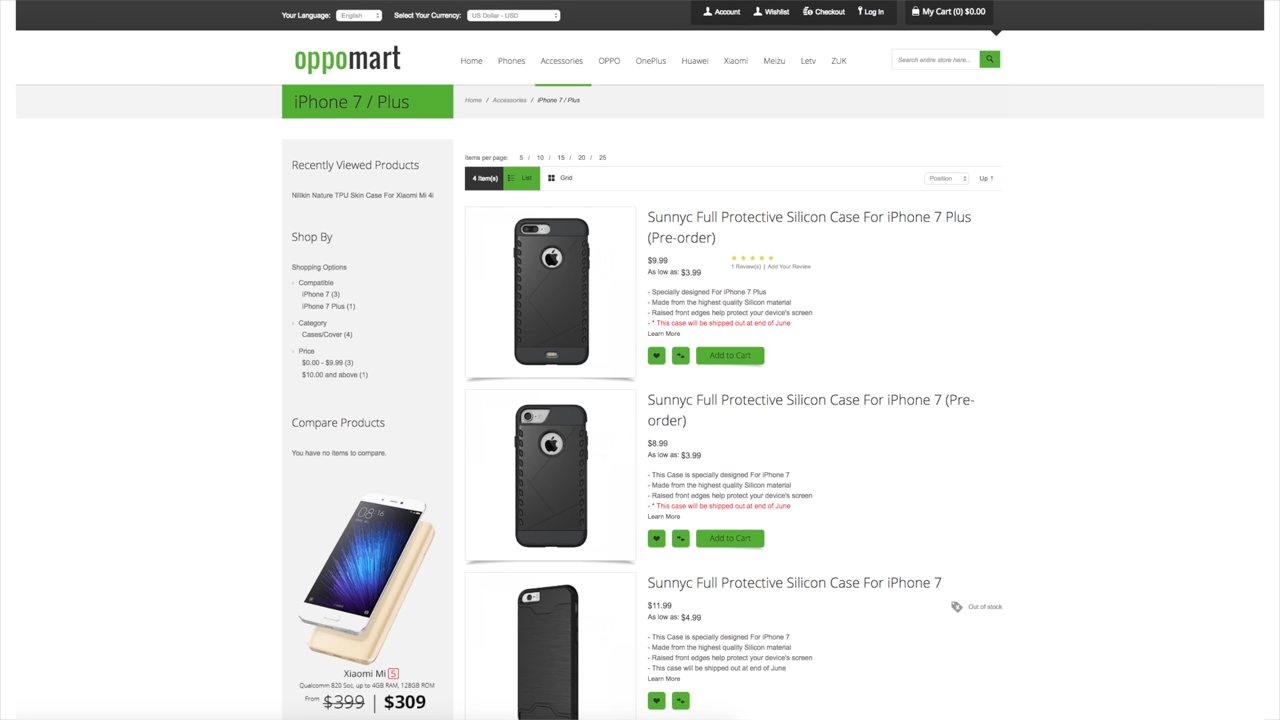 Your Language: English Select Your Currency: US Dollar - USD Account Wishlist Checkout Log In My Cart (0) $0.00
oppomart Home Phones Accessories OPPO OnePlus Huawei Xiaomi Meizu Letv ZUK Search entire store here...
iPhone 7 / Plus Home / Accessories / iPhone 7 / Plus
Recently Viewed Products
Nillkin Nature TPU Skin Case For Xiaomi Mi 4i
Shop By
Shopping Options
Compatible
iPhone 7 (3)
iPhone 7 Plus (1)
Category
Cases/Cover (4)
Price
$0.00 - $9.99 (3)
$10.00 and above (1)
Compare Products
You have no items to compare.
08:16
Xiaomi Mi 5
Qualcomm 820 Soc, up to 4GB RAM, 128GB ROM
From $399 | $309
Items per page: 5 / 10 / 15 / 20 / 25
4 Item(s) List Grid Position Up ↑
Sunnyc Full Protective Silicon Case For iPhone 7 Plus
(Pre-order)
$9.99
As low as: $3.99 1 Review(s) | Add Your Review
- Specially designed For iPhone 7 Plus
- Made from the highest quality Silicon material
- Raised front edges help protect your device's screen
- * This case will be shipped out at end of June
Learn More
Add to Cart
Sunnyc Full Protective Silicon Case For iPhone 7 (Pre-
order)
$8.99
As low as: $3.99
- This Case is specially designed For iPhone 7
- Made from the highest quality Silicon material
- Raised front edges help protect your device's screen
- * This case will be shipped out at end of June
Learn More
Add to Cart
Sunnyc Full Protective Silicon Case For iPhone 7
$11.99 Out of stock
As low as: $4.99
- This Case is specially designed For iPhone 7
- Made from the highest quality Silicon material
- Raised front edges help protect your device's screen
- This case will be shipped out at end of June
Learn More